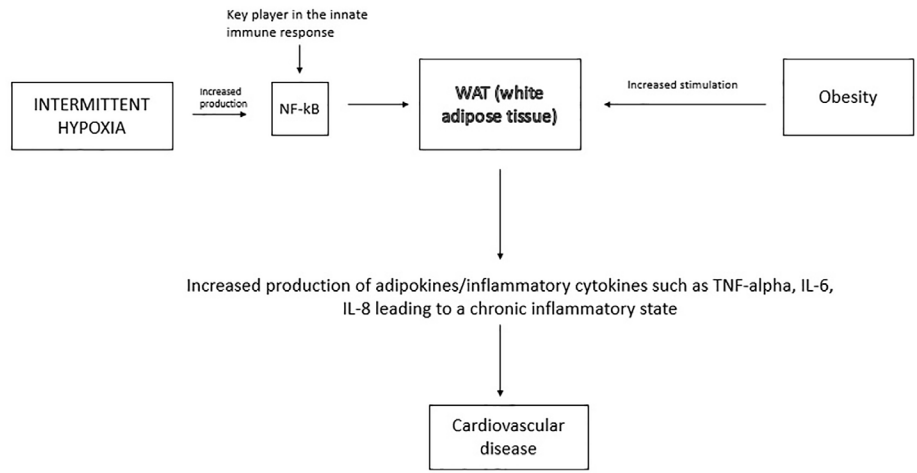 Key player in the innate
immune response
INTERMITTENT
HYPOXIA
Increased
production
NF-kB
WAT (white
adipose tissue)
Increased stimulation
Obesity
Increased production of adipokines/inflammatory cytokines such as TNF-alpha, IL-6,
IL-8 leading to a chronic inflammatory state
Cardiovascular
disease